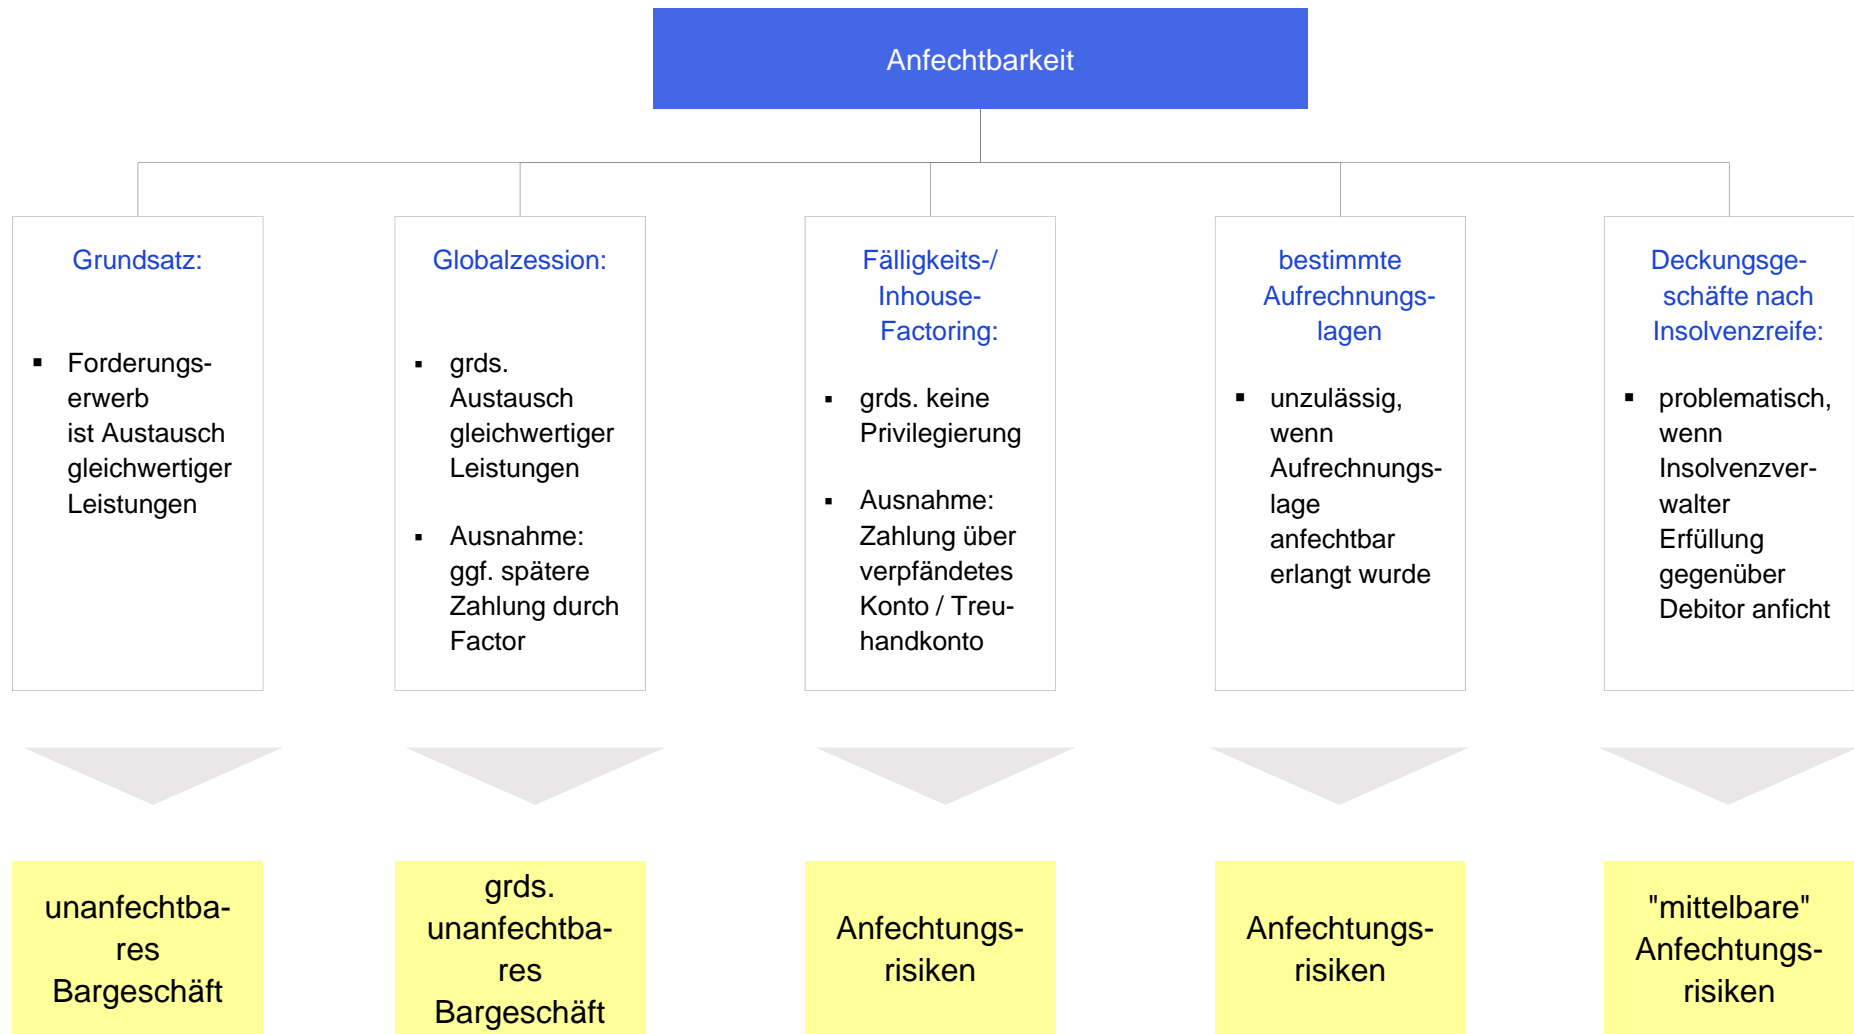 Anfechtbarkeit
Grundsatz:
▪ Forderungs-
erwerb
ist Austausch
gleichwertiger
Leistungen
Globalzession:
▪ grds.
Austausch
gleichwertiger
Leistungen
▪ Ausnahme:
ggf. spätere
Zahlung durch
Factor
Fälligkeits-/
Inhouse-
Factoring:
▪ grds. keine
Privilegierung
▪ Ausnahme:
Zahlung über
verpfändetes
Konto / Treu-
handkonto
bestimmte
Aufrechnungs-
lagen
▪ unzulässig,
wenn
Aufrechnungs-
lage
anfechtbar
erlangt wurde
Deckungsge-
schäfte nach
Insolvenzreife:
▪ problematisch,
wenn
Insolvenzver-
walter
Erfüllung
gegenüber
Debitor anficht
unanfechtba-
res
Bargeschäft
grds.
unanfechtba-
res
Bargeschäft
Anfechtungs-
risiken
Anfechtungs-
risiken
"mittelbare"
Anfechtungs-
risiken